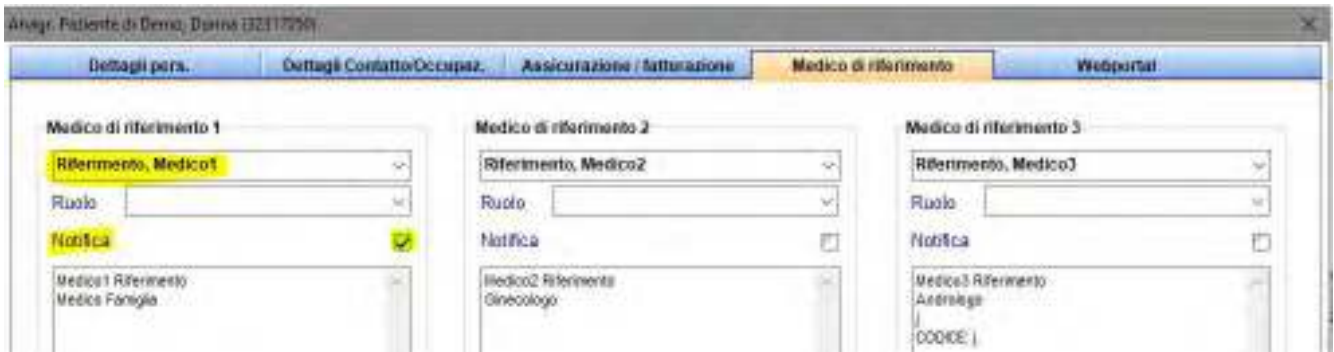 Anagr. Paziente di Demo, Donna (32317250)
Dettagli pers. Dettagli Contatto/Occupaz. Assicurazione / fatturazione Medico di riferimento Webportal
Medico di riferimento 1 Medico di riferimento 2 Medico di riferimento 3
Riferimento, Medico1 Riferimento, Medico2 Riferimento, Medico3
Ruolo Ruolo Ruolo
Notifica Notifica Notifica
Medico1 Riferimento Medico2 Riferimento Medico3 Riferimento
Medico Famiglia Ginecologo Andrologo
CODICE: